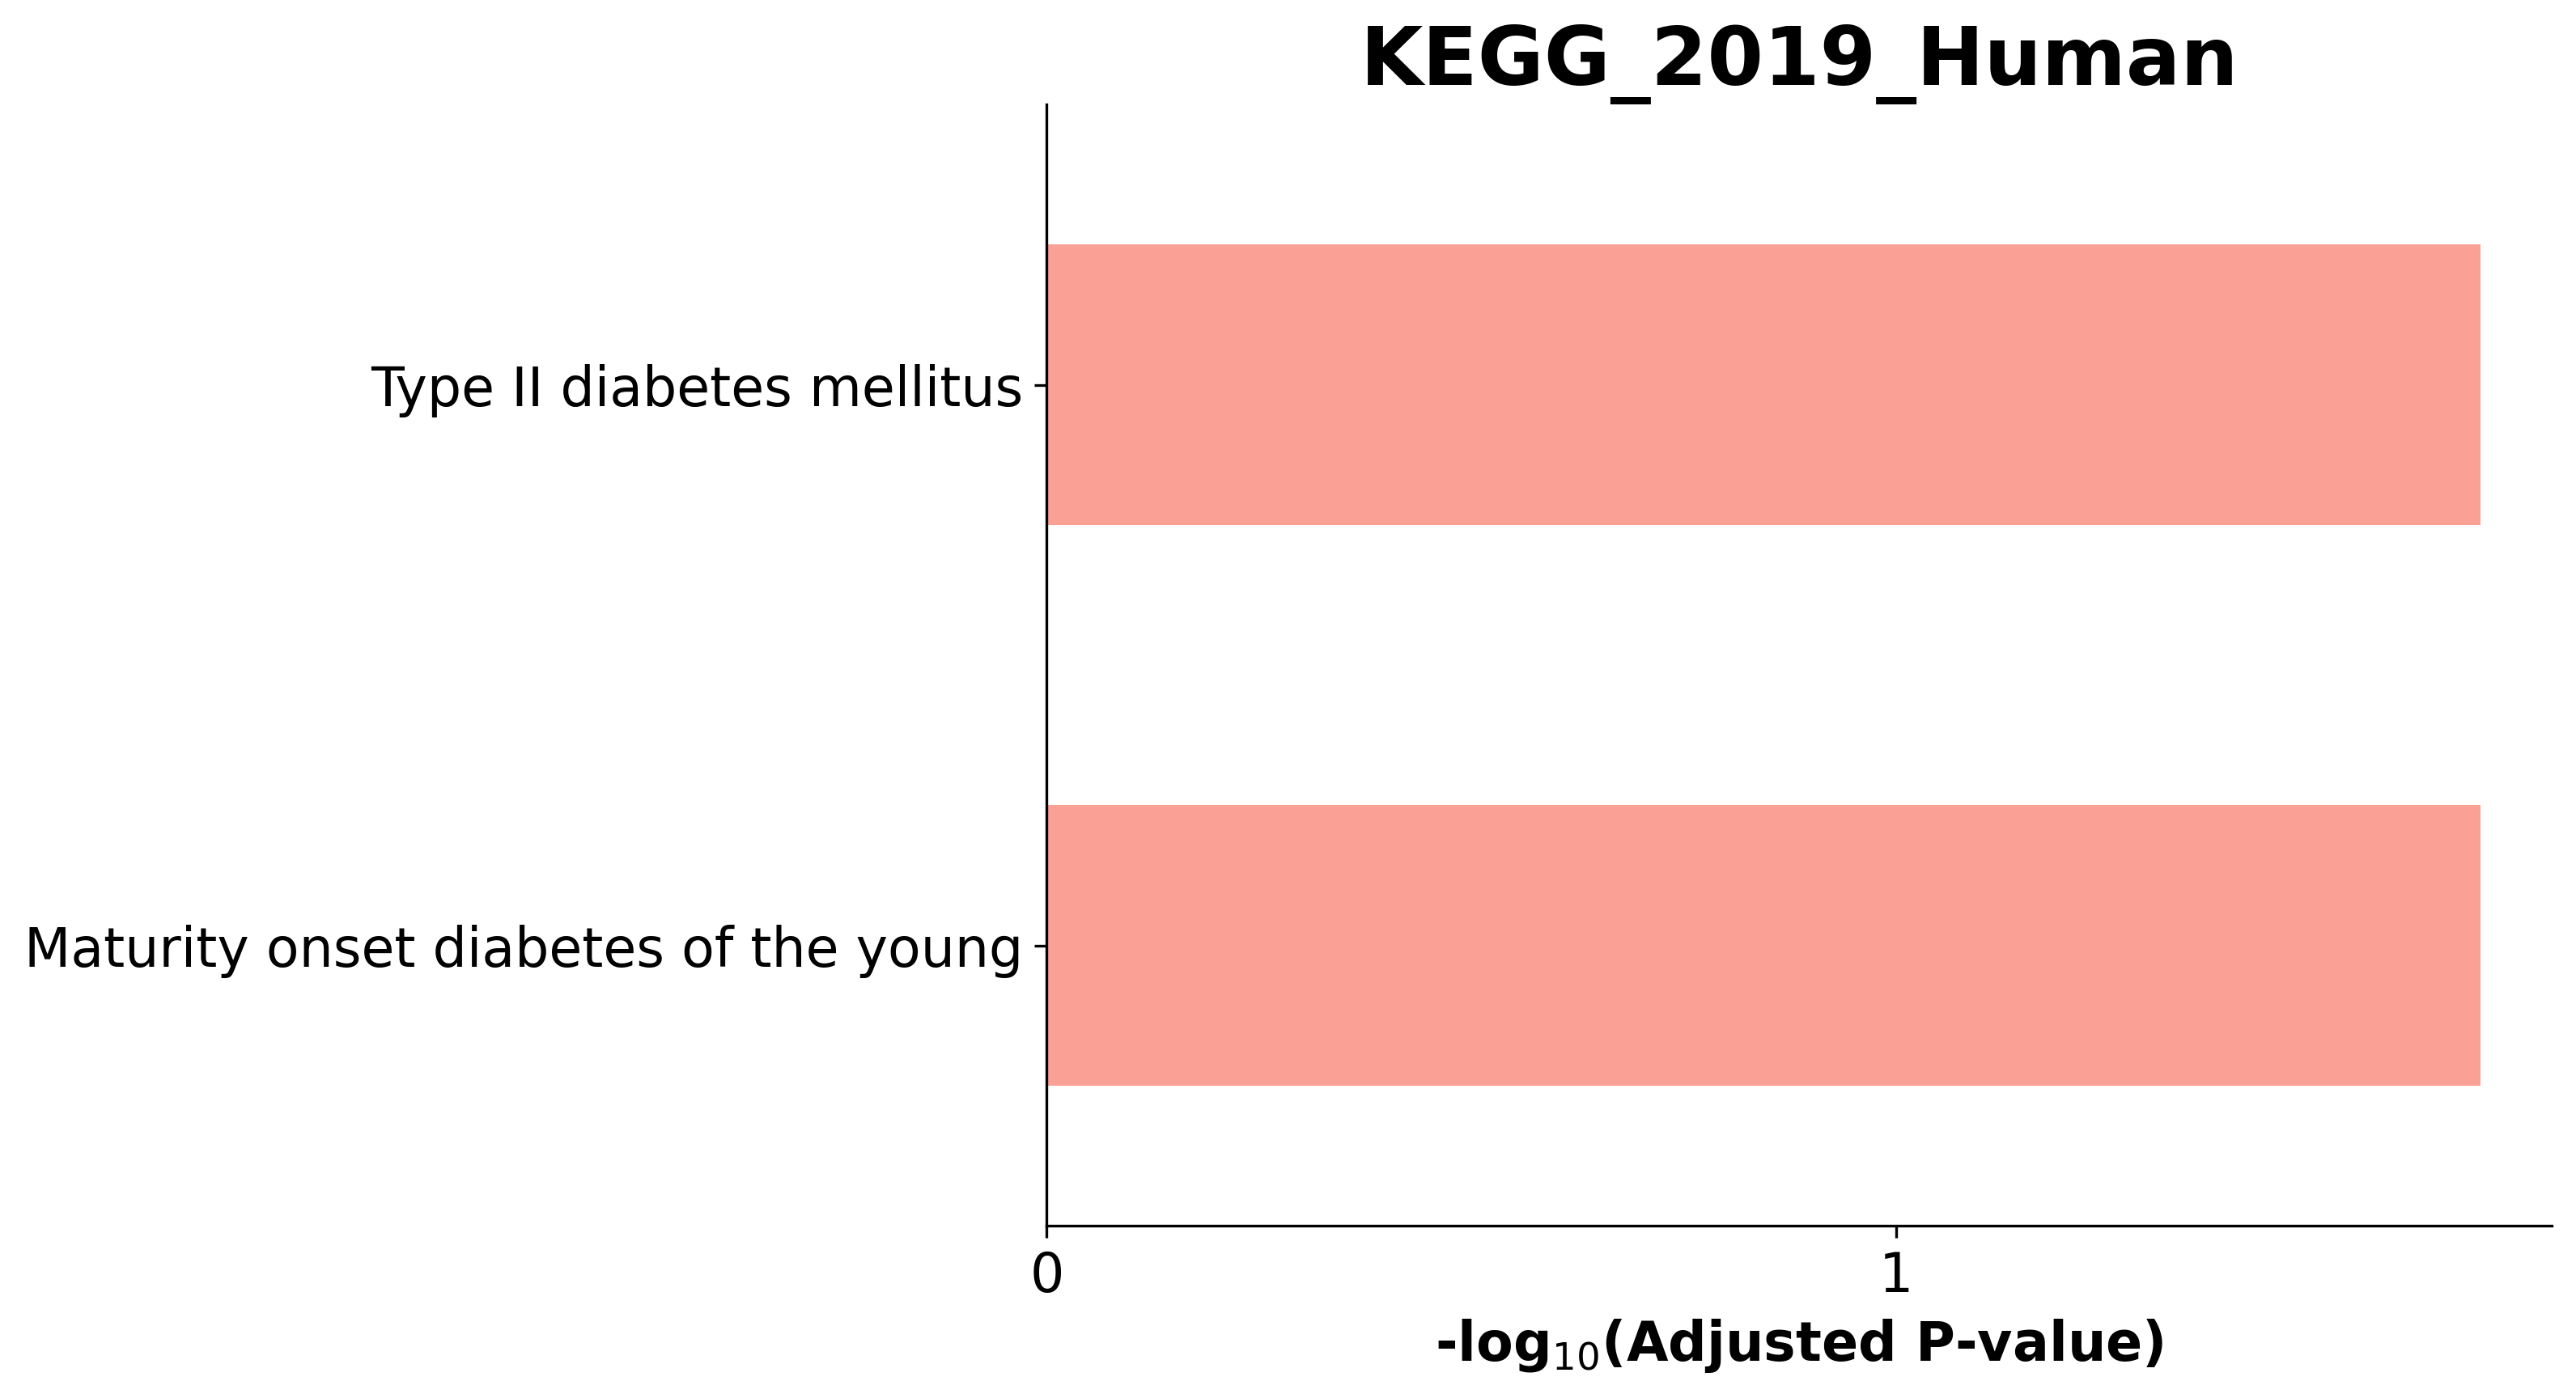 KEGG_2019_Human
Type II diabetes mellitus
Maturity onset diabetes of the young
0 1
-log10(Adjusted P-value)